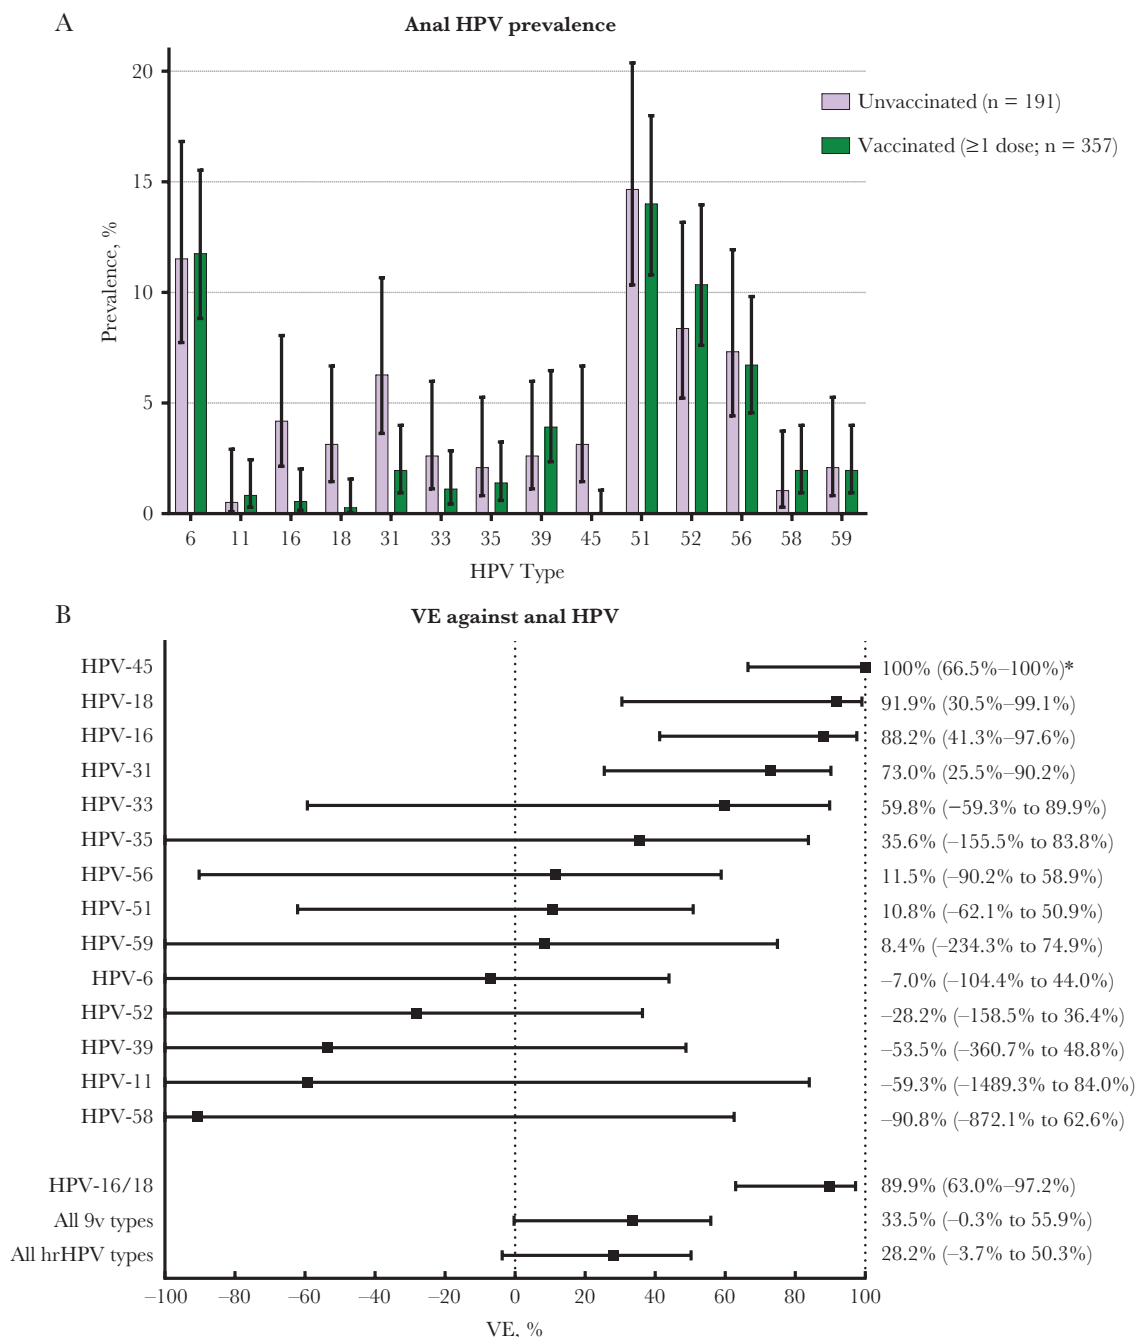 A
Anal HPV prevalence
20
15
10
5
0
Prevalence, %
Unvaccinated (n = 191)
Vaccinated (≥1 dose; n = 357)
6 11 16 18 31 33 35 39 45 51 52 56 58 59
HPV Type
B
VE against anal HPV
HPV-45 100% (66.5%–100%)*
HPV-18 91.9% (30.5%–99.1%)
HPV-16 88.2% (41.3%–97.6%)
HPV-31 73.0% (25.5%–90.2%)
HPV-33 59.8% (−59.3% to 89.9%)
HPV-35 35.6% (–155.5% to 83.8%)
HPV-56 11.5% (–90.2% to 58.9%)
HPV-51 10.8% (–62.1% to 50.9%)
HPV-59 8.4% (–234.3% to 74.9%)
HPV-6 –7.0% (–104.4% to 44.0%)
HPV-52 –28.2% (–158.5% to 36.4%)
HPV-39 –53.5% (–360.7% to 48.8%)
HPV-11 –59.3% (–1489.3% to 84.0%)
HPV-58 –90.8% (–872.1% to 62.6%)
HPV-16/18 89.9% (63.0%–97.2%)
All 9v types 33.5% (–0.3% to 55.9%)
All hrHPV types 28.2% (–3.7% to 50.3%)
–100 –80 –60 –40 –20 0 20 40 60 80 100
VE, %